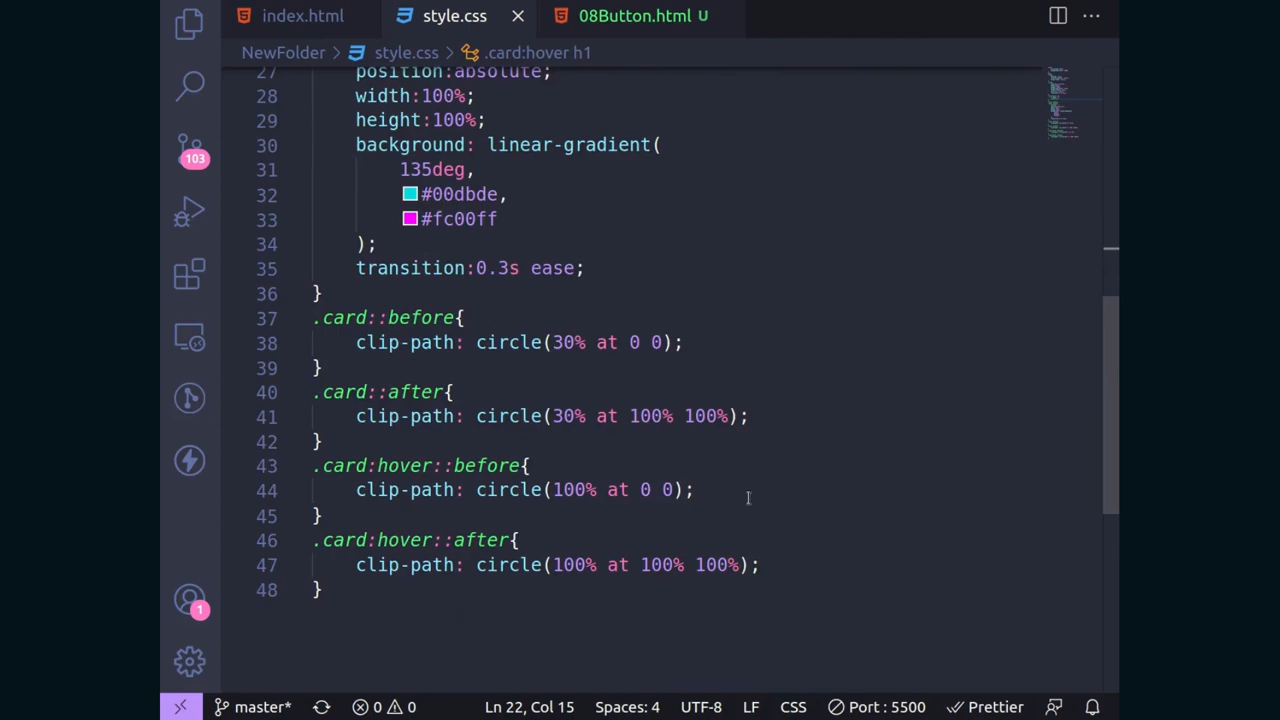 index.html
style.css
08Button.html U
NewFolder > style.css > .card:hover h1
27 position:absolute;
28 width:100%;
29 height:100%;
30 background: linear-gradient(
31 135deg,
32 #00dbde,
33 #fc00ff
34 );
35 transition:0.3s ease;
36 }
37 .card::before{
38 clip-path: circle(30% at 0 0);
39 }
40 .card::after{
41 clip-path: circle(30% at 100% 100%);
42 }
43 .card:hover::before{
44 clip-path: circle(100% at 0 0);
45 }
46 .card:hover::after{
47 clip-path: circle(100% at 100% 100%);
48 }
103
1
master* 0 0 Ln 22, Col 15 Spaces: 4 UTF-8 LF CSS Port : 5500 Prettier